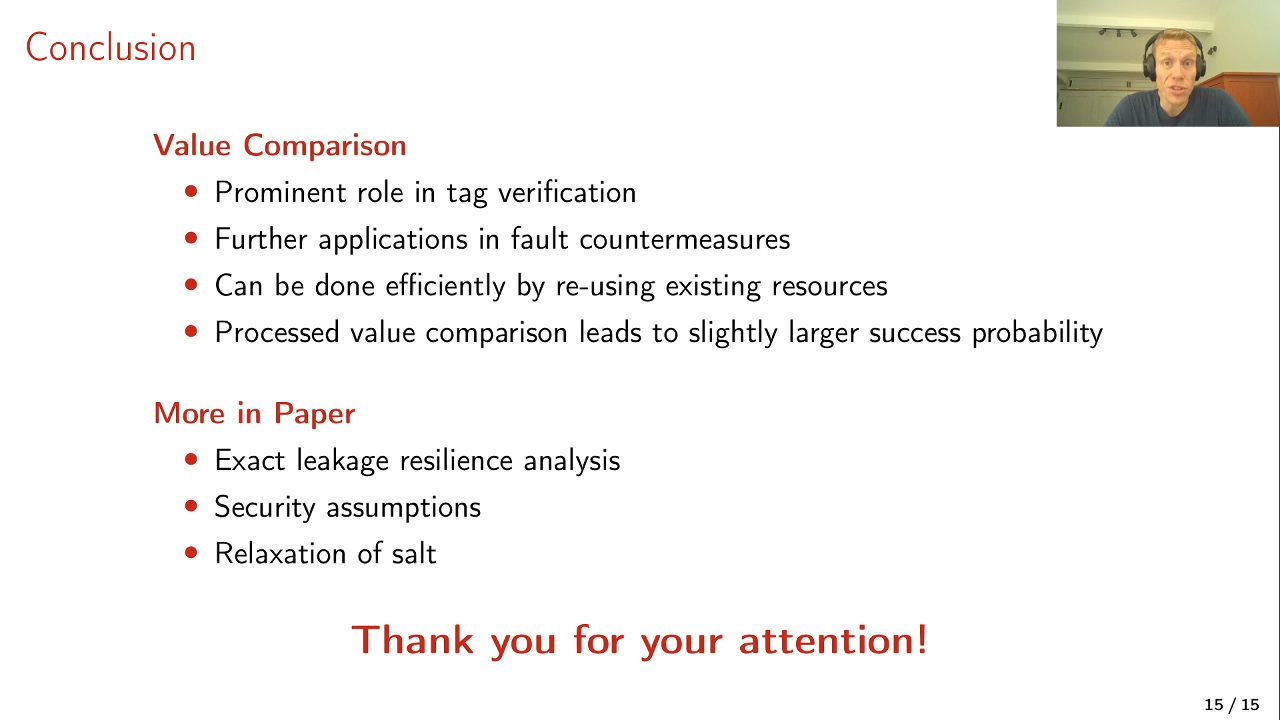 Conclusion
Value Comparison
• Prominent role in tag verification
• Further applications in fault countermeasures
• Can be done efficiently by re-using existing resources
• Processed value comparison leads to slightly larger success probability
More in Paper
• Exact leakage resilience analysis
• Security assumptions
• Relaxation of salt
Thank you for your attention!
15 / 15